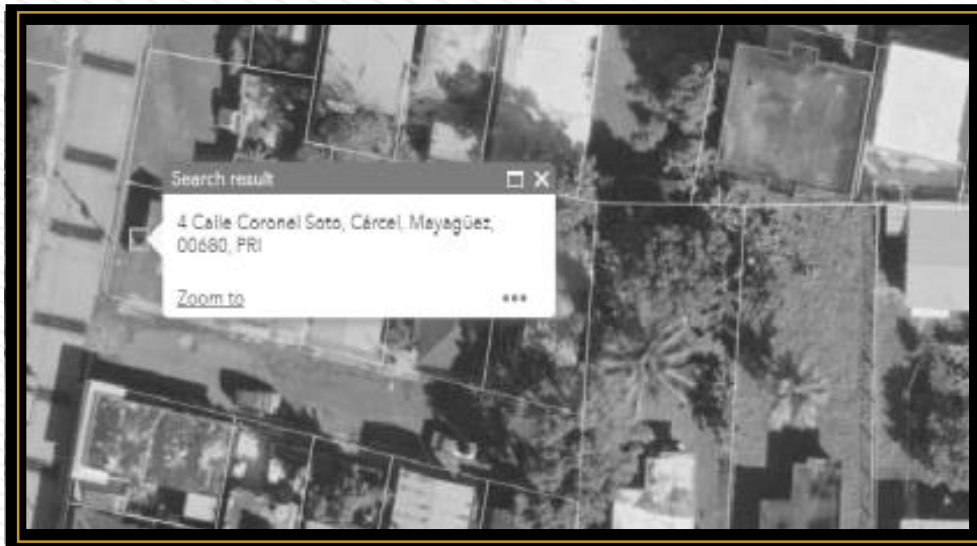 Search result
4 Calle Coronel Soto, Cárcel, Mayagüez,
00680, PRI
Zoom to